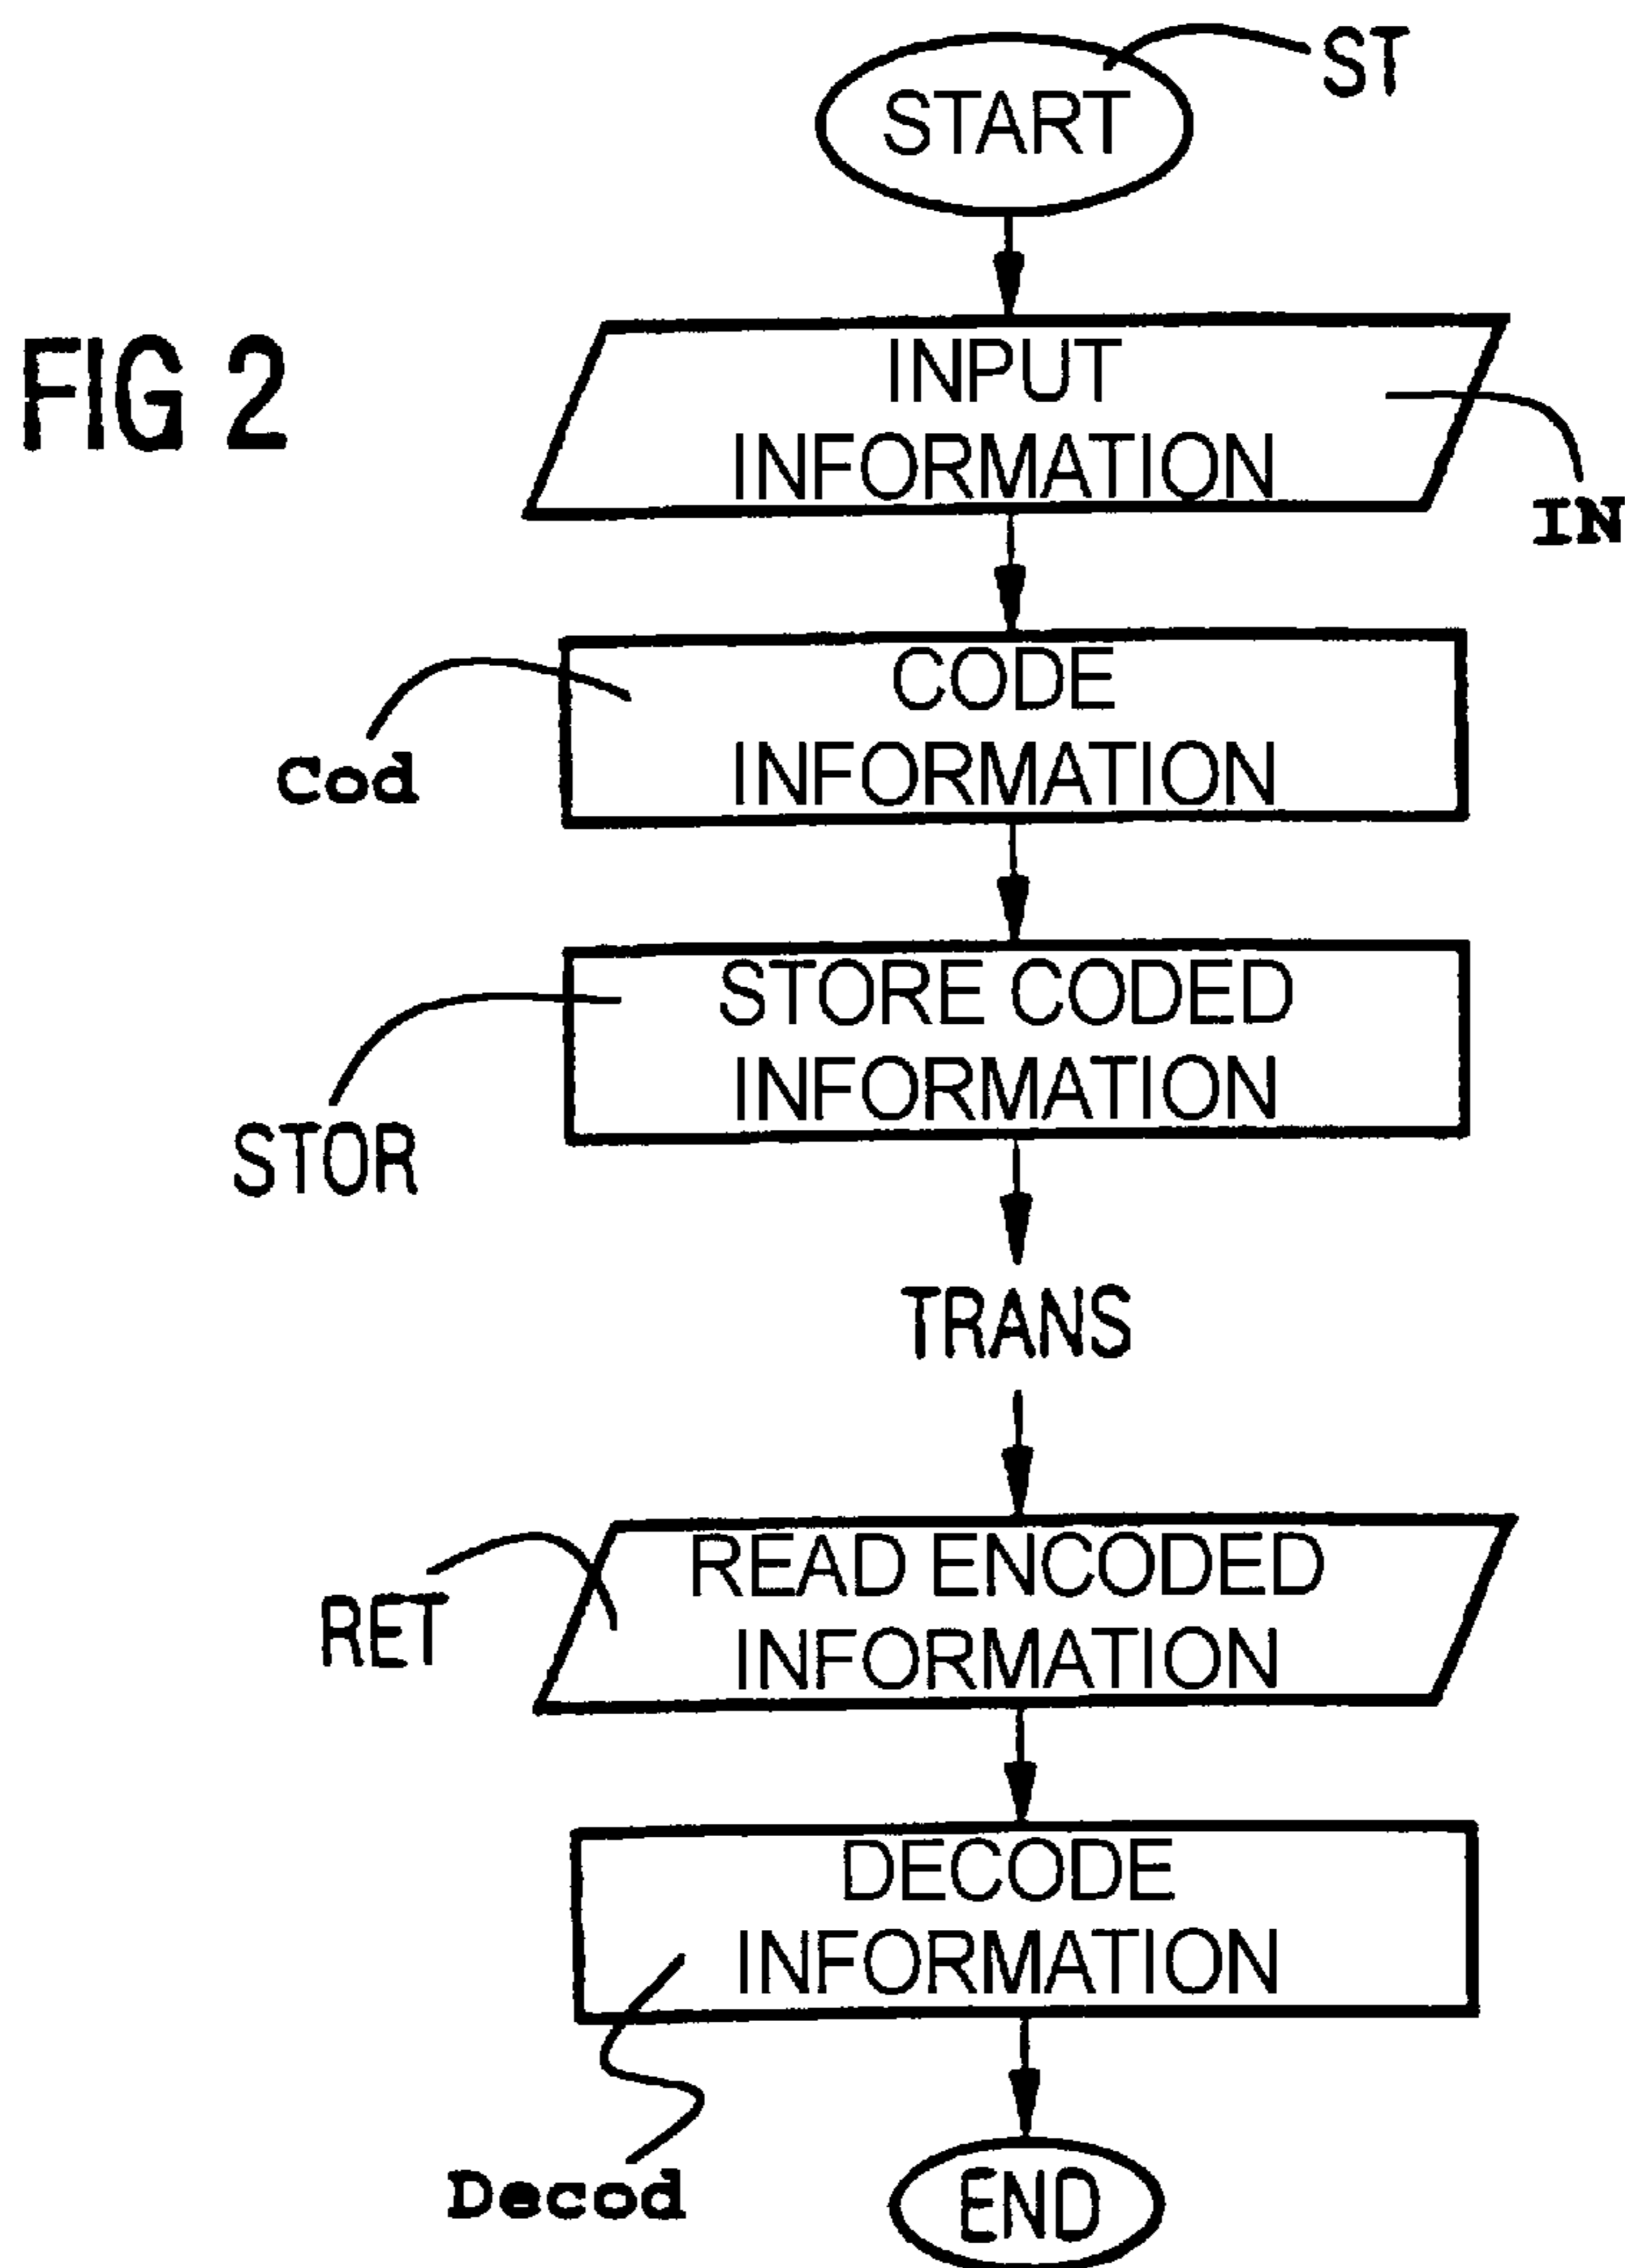 START
ST
FIG 2
INPUT
INFORMATION
IN
CODE
INFORMATION
Cod
STORE CODED
INFORMATION
STOR
TRANS
READ ENCODED
INFORMATION
RET
DECODE
INFORMATION
Decod
END